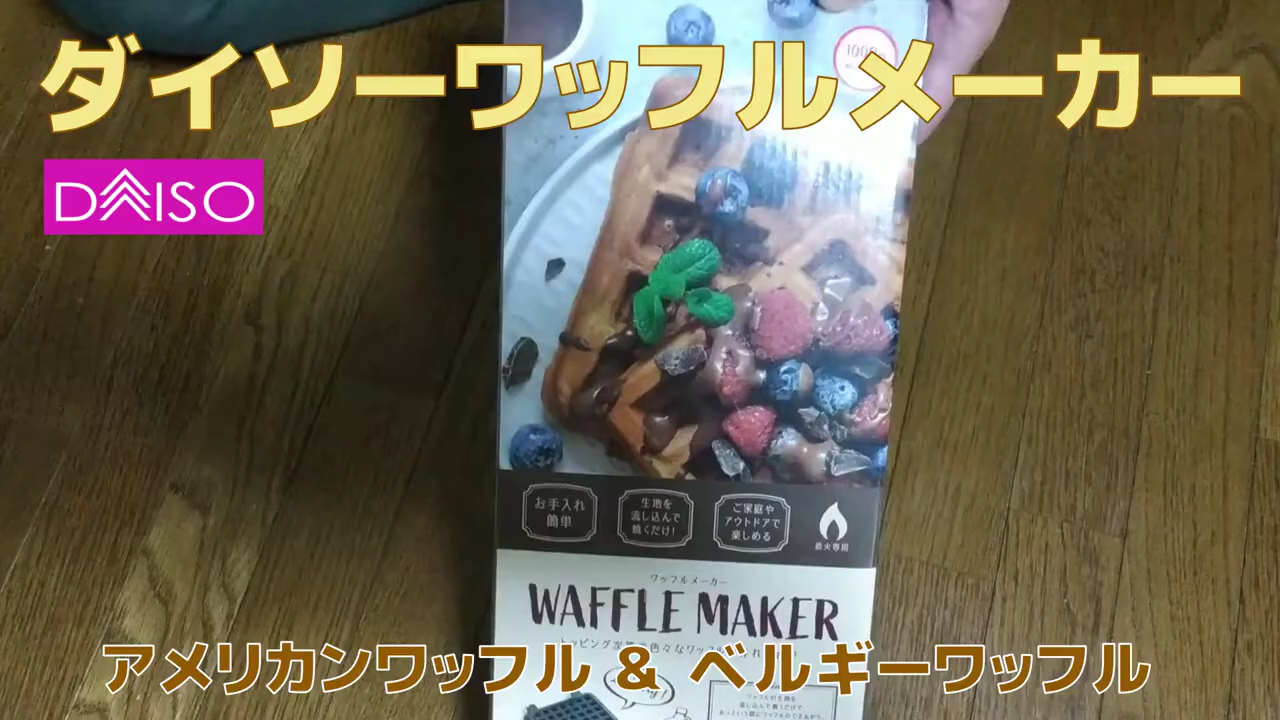 ダイソーワッフルメーカー
DAISO
お手入れ
簡単
生地を
流し込んで
焼くだけ!
ご家庭や
アウトドアで
楽しめる
直火専用
ワッフルメーカー
WAFFLE MAKER
アメリカンワッフル & ベルギーワッフル